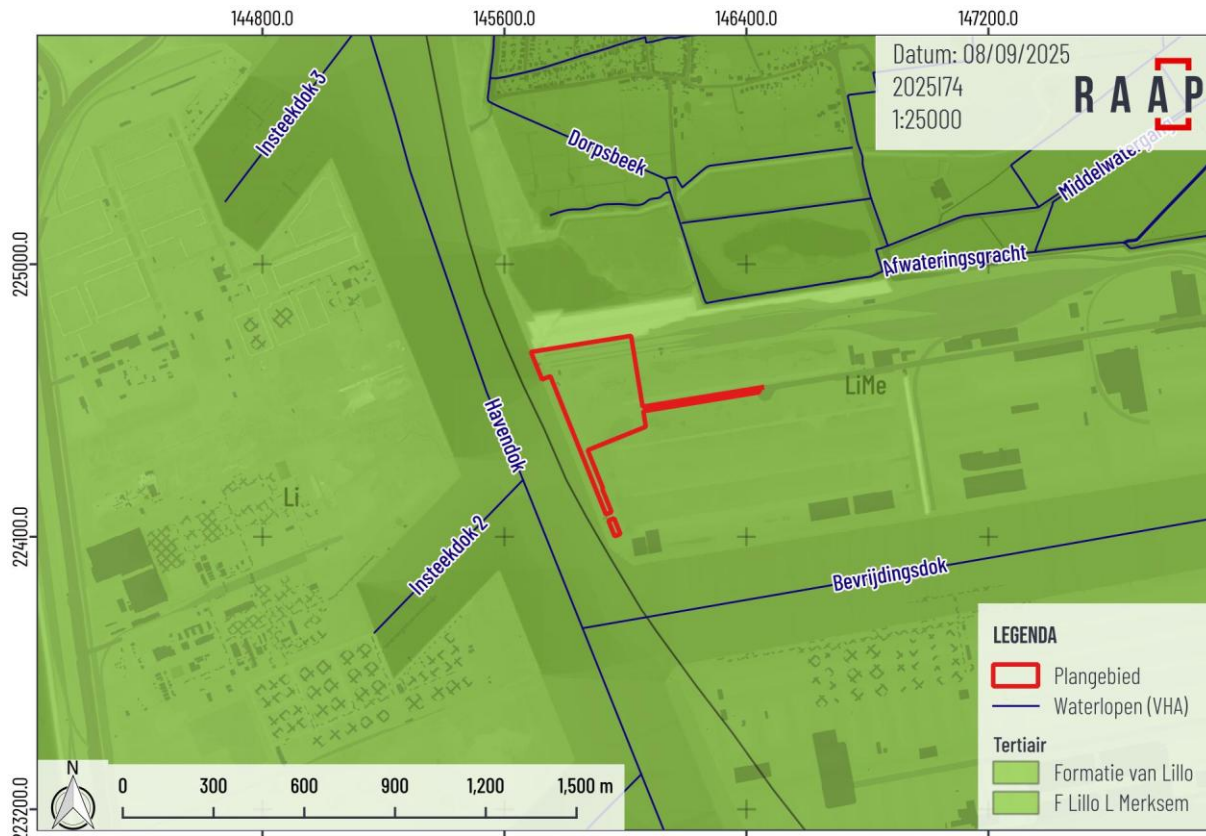 144800.0 145600.0 146400.0 147200.0
Datum: 08/09/2025
2025I74
1:25000
RAAP
Insteekdok 3
Dorpsbeek
Middelwatergang
Afwateringsgracht
225000.0
LiMe
Havendok
Li
Insteekdok 2
224100.0
Bevrijdingsdok
LEGENDA
Plangebied
Waterlopen (VHA)
Tertiair
Formatie van Lillo
F Lillo L Merksem
N
0 300 600 900 1,200 1,500 m
223200.0